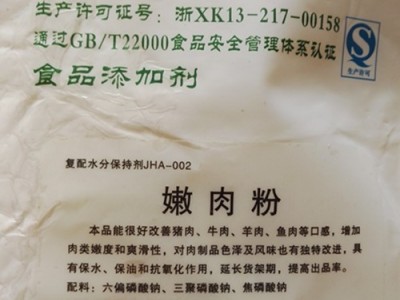 生产许可证号：浙XK13-217-00158
通过GB/T22000食品安全管理体系认证
食品添加剂
生产许可
复配水分保持剂JHA-002
嫩肉粉
本品能很好改善猪肉、牛肉、羊肉、鱼肉等口感，增加
肉类嫩度和爽滑性，对肉制品色泽及风味也有独特改进，具
有保水、保油和抗氧化作用，延长货架期，提高出品率。
配料：六偏磷酸钠、三聚磷酸钠、焦磷酸钠